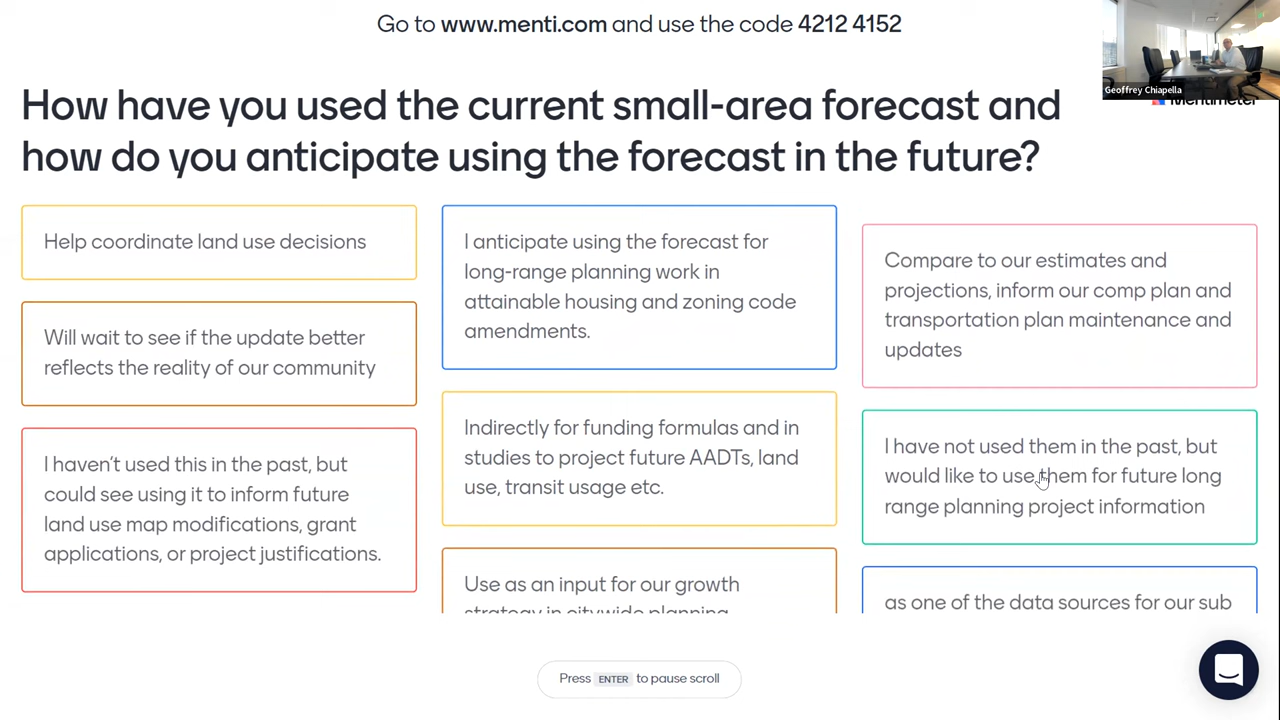 Go to www.menti.com and use the code 4212 4152
Geoffrey Chiapella
Mentimeter
How have you used the current small-area forecast and
how do you anticipate using the forecast in the future?
Help coordinate land use decisions
Will wait to see if the update better
reflects the reality of our community
I haven't used this in the past, but
could see using it to inform future
land use map modifications, grant
applications, or project justifications.
I anticipate using the forecast for
long-range planning work in
attainable housing and zoning code
amendments.
Indirectly for funding formulas and in
studies to project future AADTs, land
use, transit usage etc.
Use as an input for our growth
strategy in citywide planning
Compare to our estimates and
projections, inform our comp plan and
transportation plan maintenance and
updates
I have not used them in the past, but
would like to use them for future long
range planning project information
as one of the data sources for our sub
Press ENTER to pause scroll